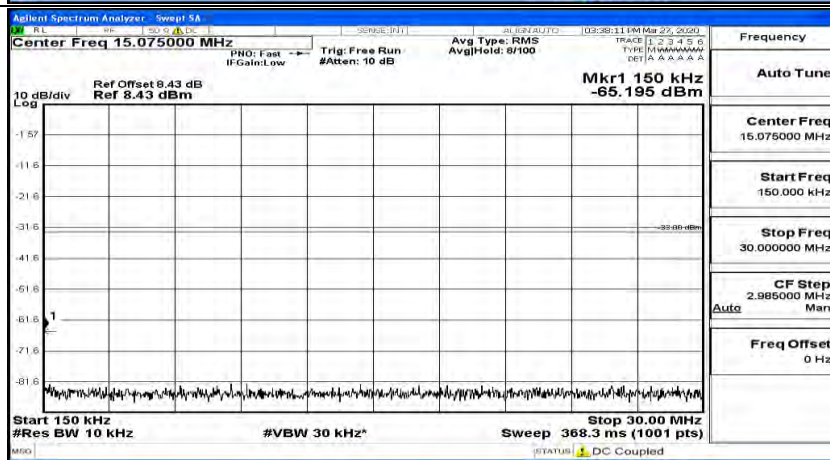 Agilent Spectrum Analyzer - Swept SA
RL RF 50 Ω DC SENSE:INT ALIGN AUTO 03:38:11 PM Mar 27, 2020 Frequency
Center Freq 15.075000 MHz Avg Type: RMS TRACE 1 2 3 4 5 6
PNO: Fast Trig: Free Run Avg|Hold: 8/100 TYPE M W W W W W
IFGain:Low #Atten: 10 dB DET A A A A A A
Auto Tune
Mkr1 150 kHz
Ref Offset 8.43 dB
10 dB/div Ref 8.43 dBm -65.195 dBm
Log
Center Freq
15.075000 MHz
-1.57
-11.6
Start Freq
150.000 kHz
-21.6
-31.6
-33.00 dBm
Stop Freq
30.000000 MHz
-41.6
-51.6
CF Step
2.985000 MHz
Auto Man
-61.6
1
-71.6
Freq Offset
0 Hz
-81.6
Start 150 kHz Stop 30.00 MHz
#Res BW 10 kHz #VBW 30 kHz* Sweep 368.3 ms (1001 pts)
MSG STATUS DC Coupled